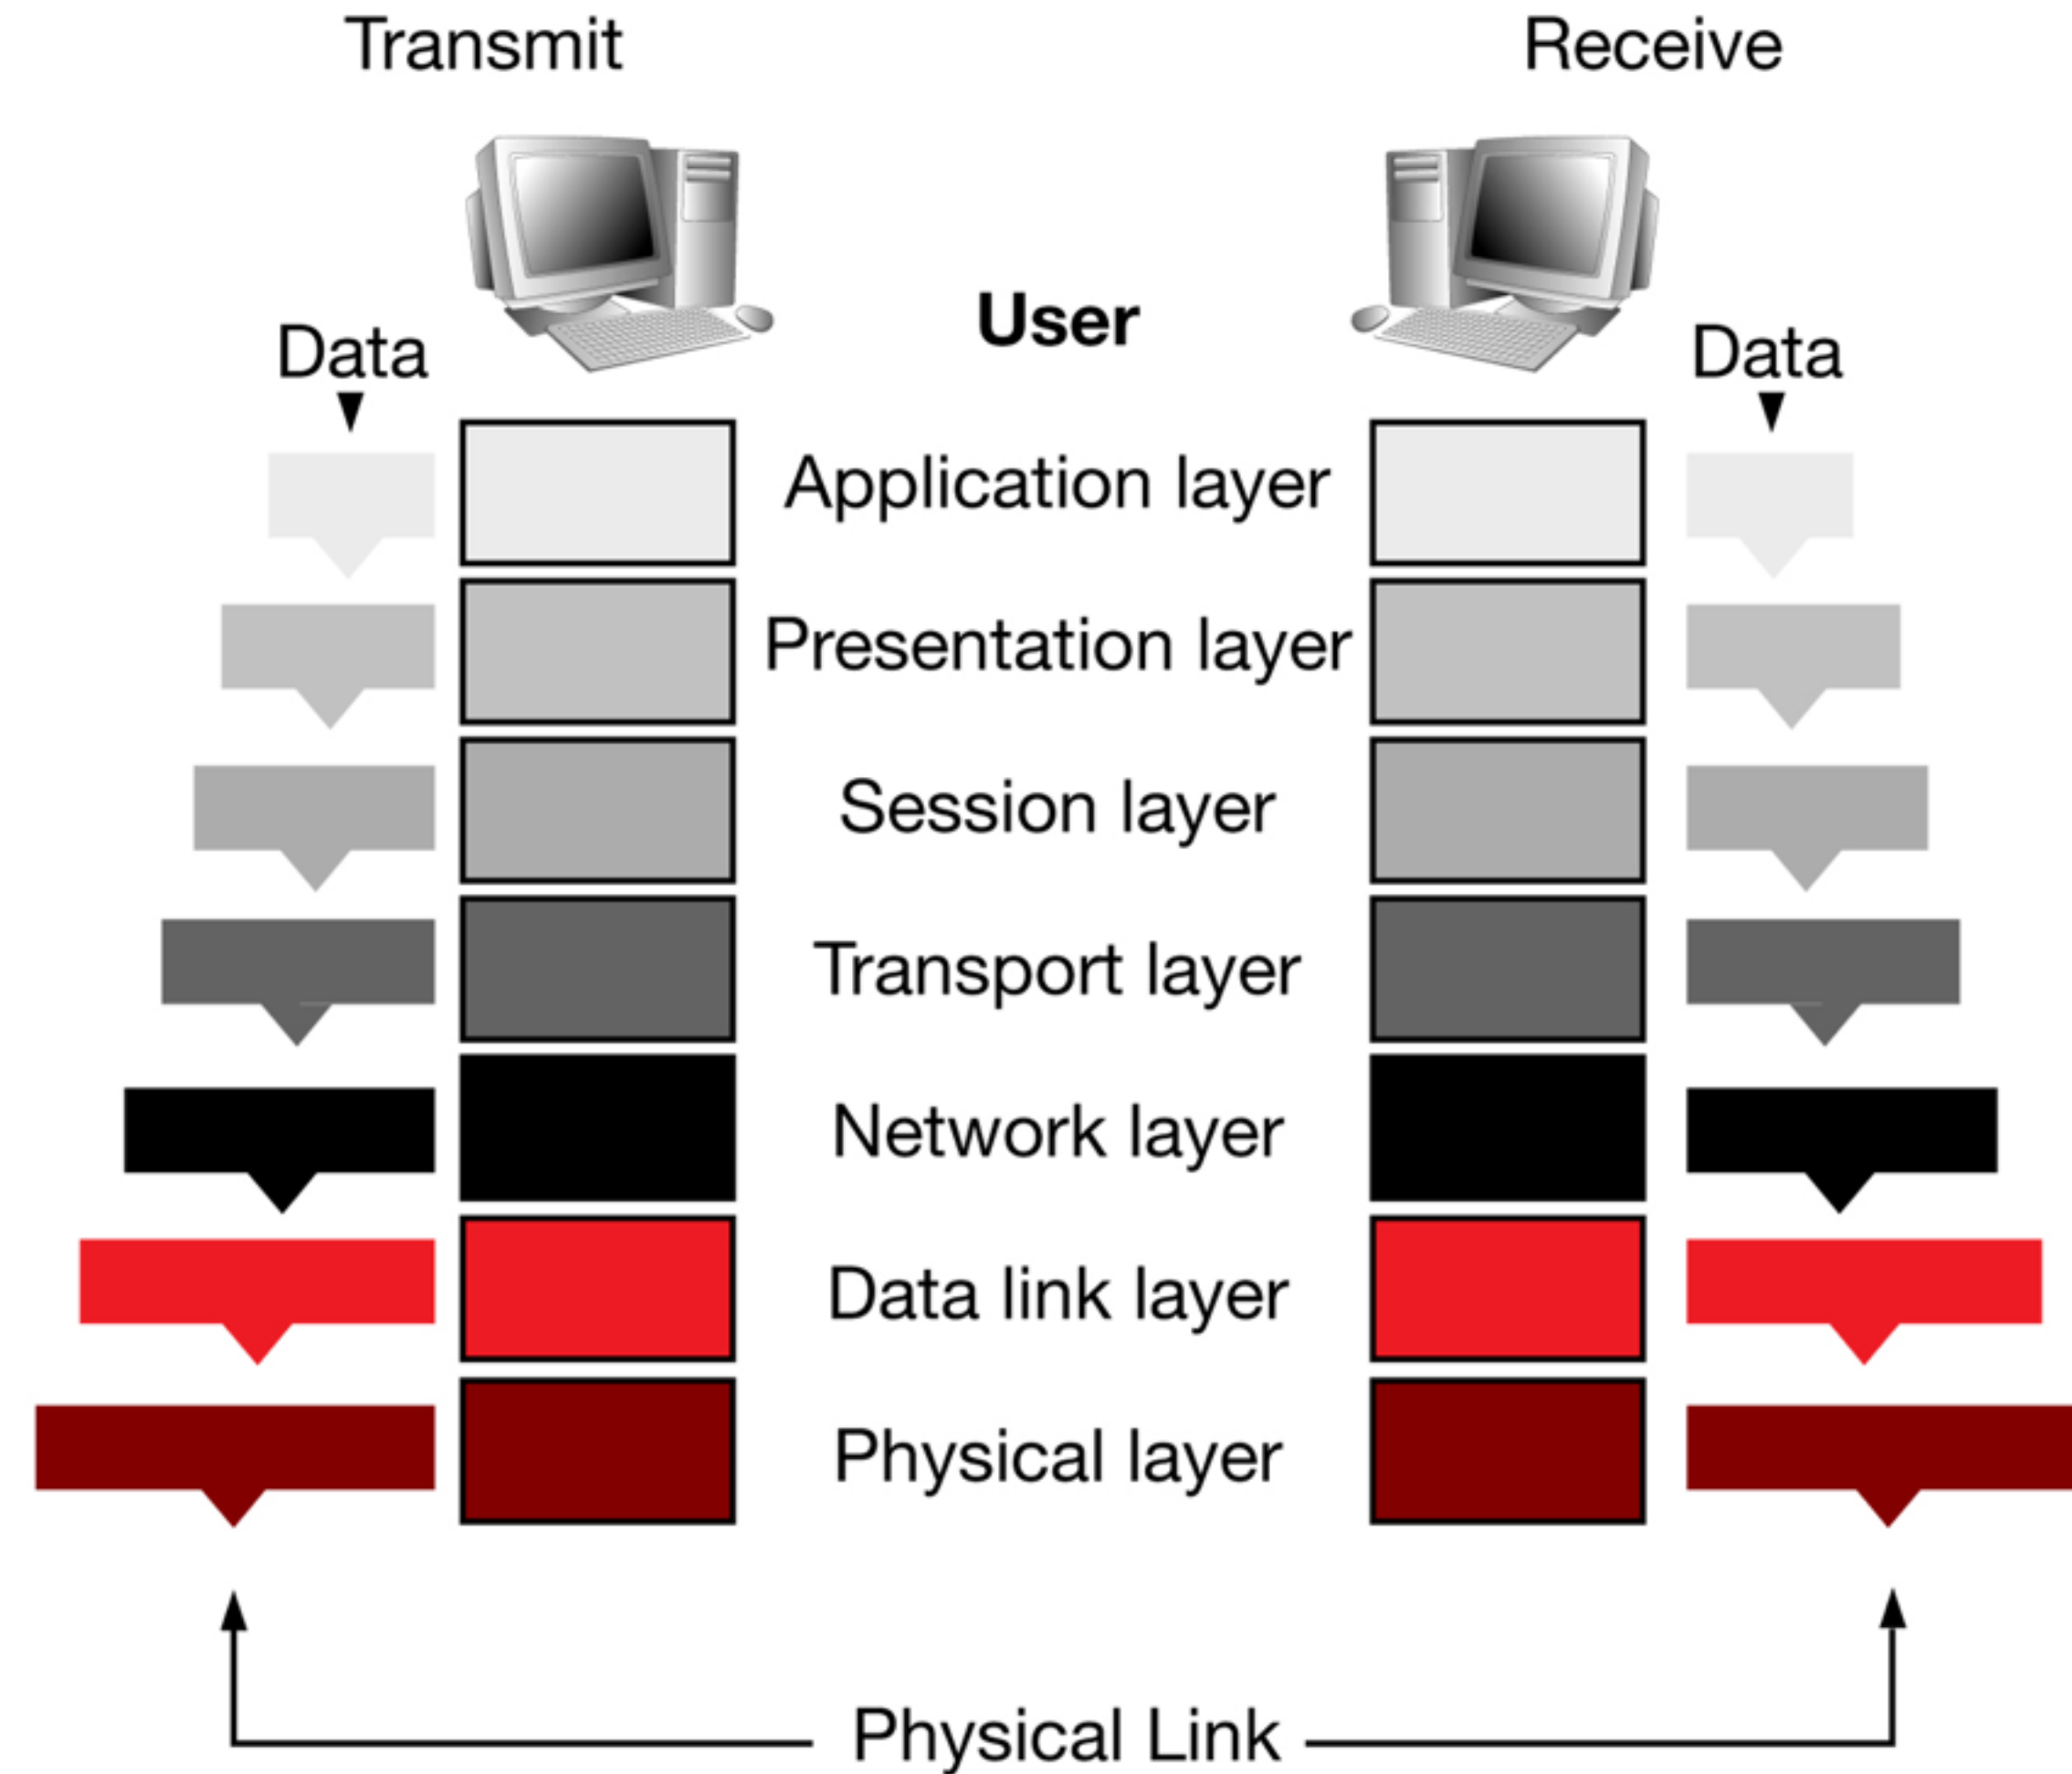 Transmit
Receive
User
Data
Data
Application layer
Presentation layer
Session layer
Transport layer
Network layer
Data link layer
Physical layer
Physical Link